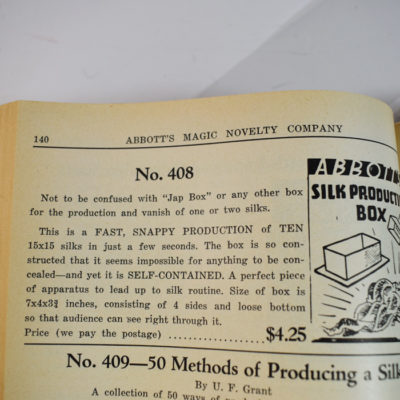 140 ABBOTT'S MAGIC NOVELTY COMPANY
No. 408
Not to be confused with "Jap Box" or any other box
for the production and vanish of one or two silks.
This is a FAST, SNAPPY PRODUCTION of TEN
15x15 silks in just a few seconds. The box is so con-
structed that it seems impossible for anything to be con-
cealed—and yet it is SELF-CONTAINED. A perfect piece
of apparatus to lead up to silk routine. Size of box is
7x4x3¾ inches, consisting of 4 sides and loose bottom
so that audience can see right through it.
Price (we pay the postage) ..................... $4.25
ABBOTT'S
SILK PRODUCT
BOX
No. 409—50 Methods of Producing a Silk
By U. F. Grant
A collection of 50 ways of